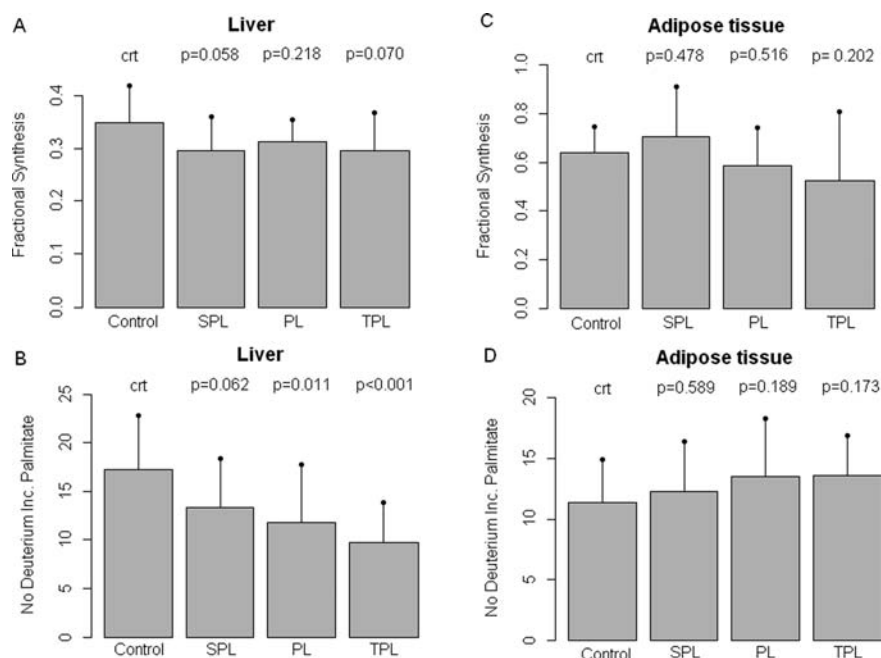 A
Liver
crt p=0.058 p=0.218 p=0.070
Fractional Synthesis
0.4
0.3
0.2
0.1
0.0
Control SPL PL TPL
B
Liver
crt p=0.062 p=0.011 p<0.001
No Deuterium Inc. Palmitate
25
20
15
10
5
0
Control SPL PL TPL
C
Adipose tissue
crt p=0.478 p=0.516 p= 0.202
Fractional Synthesis
1.0
0.8
0.6
0.4
0.2
0.0
Control SPL PL TPL
D
Adipose tissue
crt p=0.589 p=0.189 p=0.173
No Deuterium Inc. Palmitate
20
15
10
5
0
Control SPL PL TPL